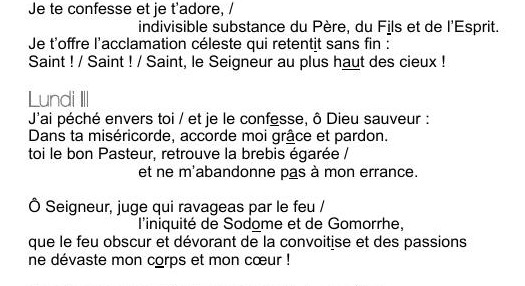 Je te confesse et je t'adore, /
indivisible substance du Père, du Fils et de l'Esprit.
Je t'offre l'acclamation céleste qui retentit sans fin :
Saint ! / Saint ! / Saint, le Seigneur au plus haut des cieux !
Lundi III
J'ai péché envers toi / et je le confesse, ô Dieu sauveur :
Dans ta miséricorde, accorde moi grâce et pardon.
toi le bon Pasteur, retrouve la brebis égarée /
et ne m'abandonne pas à mon errance.
Ô Seigneur, juge qui ravageas par le feu /
l'iniquité de Sodome et de Gomorrhe,
que le feu obscur et dévorant de la convoitise et des passions
ne dévaste mon corps et mon cœur !